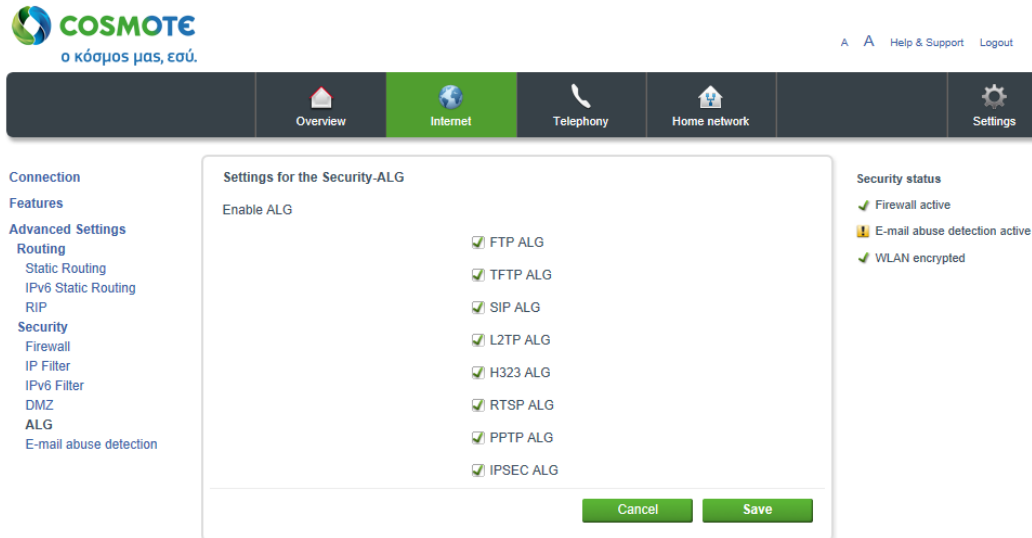 COSMOTE
ο κόσμος μας, εσύ.
A A Help & Support Logout
Overview Internet Telephony Home network Settings
Connection
Features
Advanced Settings
Routing
Static Routing
IPv6 Static Routing
RIP
Security
Firewall
IP Filter
IPv6 Filter
DMZ
ALG
E-mail abuse detection
Settings for the Security-ALG
Enable ALG
FTP ALG
TFTP ALG
SIP ALG
L2TP ALG
H323 ALG
RTSP ALG
PPTP ALG
IPSEC ALG
Cancel Save
Security status
Firewall active
E-mail abuse detection active
WLAN encrypted